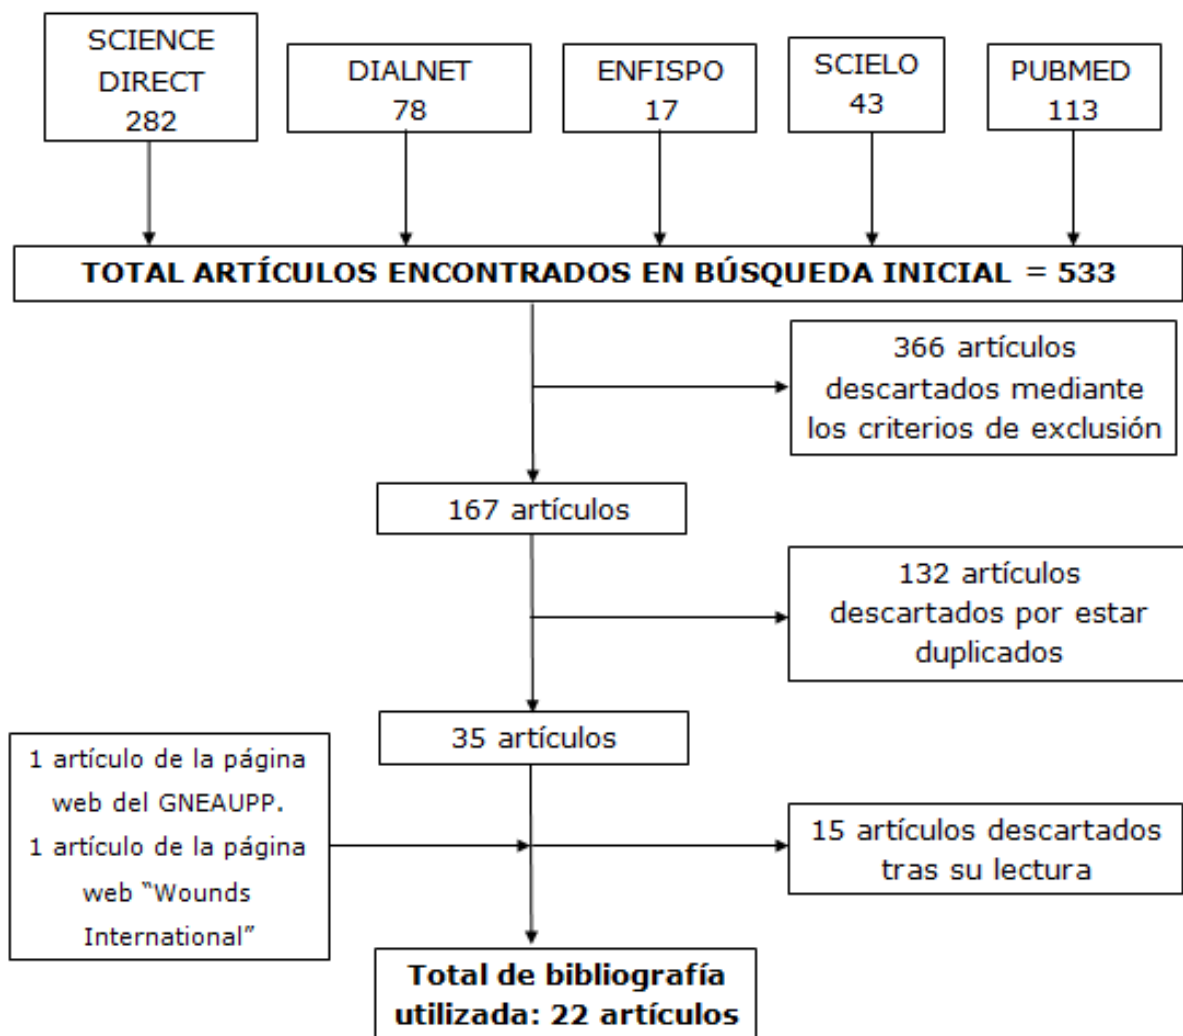 SCIENCE
DIRECT
282
DIALNET
78
ENFISPO
17
SCIELO
43
PUBMED
113
TOTAL ARTÍCULOS ENCONTRADOS EN BÚSQUEDA INICIAL = 533
366 artículos
descartados mediante
los criterios de exclusión
167 artículos
132 artículos
descartados por estar
duplicados
35 artículos
1 artículo de la página
web del GNEAUPP.
1 artículo de la página
web “Wounds
International”
15 artículos descartados
tras su lectura
Total de bibliografía
utilizada: 22 artículos